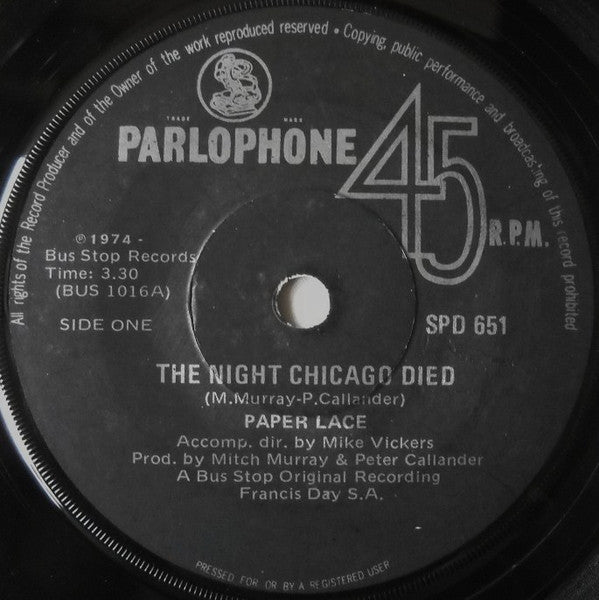 All rights of the Record Producer and of the Owner of the work reproduced reserved • Copying, public performance and broadcasting of this record prohibited
TRADE MARK
PARLOPHONE
45
R.P.M.
℗1974 -
Bus Stop Records
Time: 3.30
(BUS 1016A)
SIDE ONE
SPD 651
THE NIGHT CHICAGO DIED
(M.Murray-P.Callander)
PAPER LACE
Accomp. dir. by Mike Vickers
Prod. by Mitch Murray & Peter Callander
A Bus Stop Original Recording
Francis Day S.A.
PRESSED FOR OR BY A REGISTERED USER